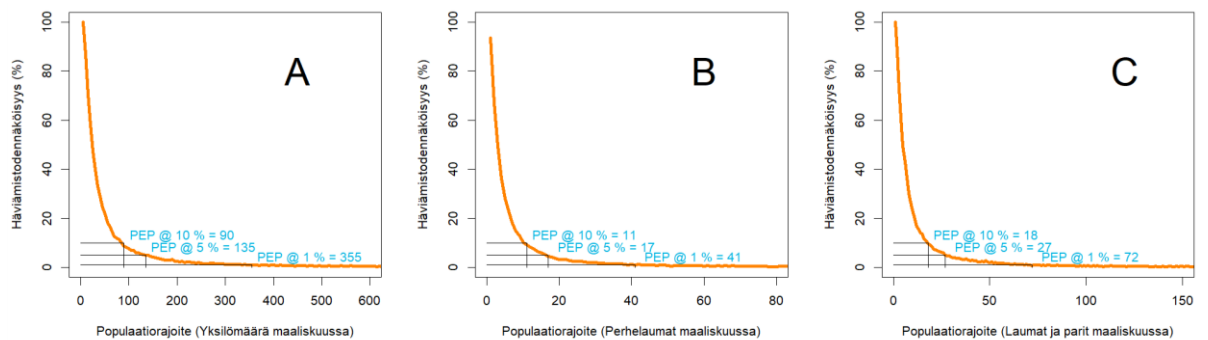 A
PEP @ 10 % = 90
PEP @ 5 % = 135
PEP @ 1 % = 355
Häviämistodennäköisyys (%)
0
20
40
60
80
100
0 100 200 300 400 500 600
Populaatiorajoite (Yksilömäärä maaliskuussa)
B
PEP @ 10 % = 11
PEP @ 5 % = 17
PEP @ 1 % = 41
Häviämistodennäköisyys (%)
0
20
40
60
80
100
0 20 40 60 80
Populaatiorajoite (Perhelaumat maaliskuussa)
C
PEP @ 10 % = 18
PEP @ 5 % = 27
PEP @ 1 % = 72
Häviämistodennäköisyys (%)
0
20
40
60
80
100
0 50 100 150
Populaatiorajoite (Laumat ja parit maaliskuussa)